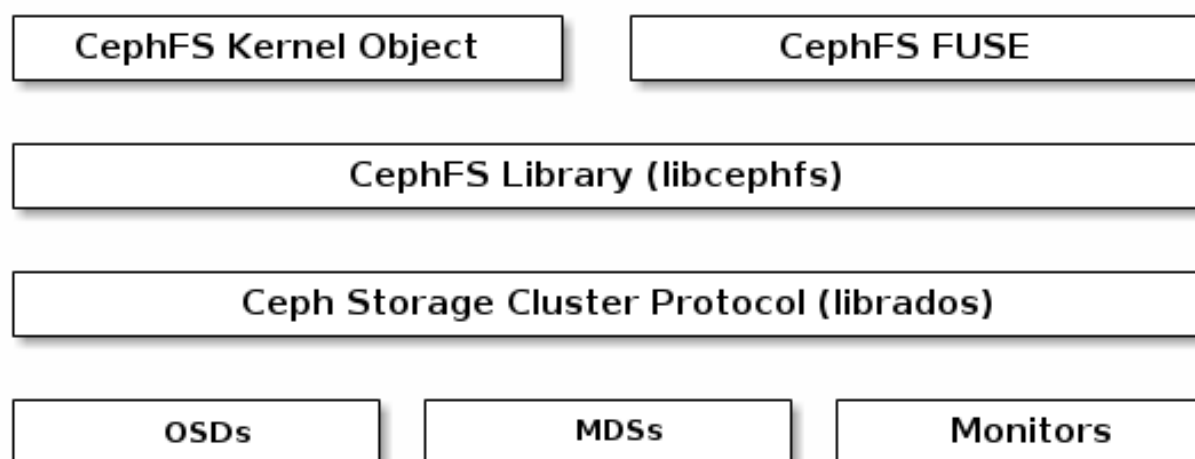 CephFS Kernel Object
CephFS FUSE
CephFS Library (libcephfs)
Ceph Storage Cluster Protocol (librados)
OSDs
MDSs
Monitors